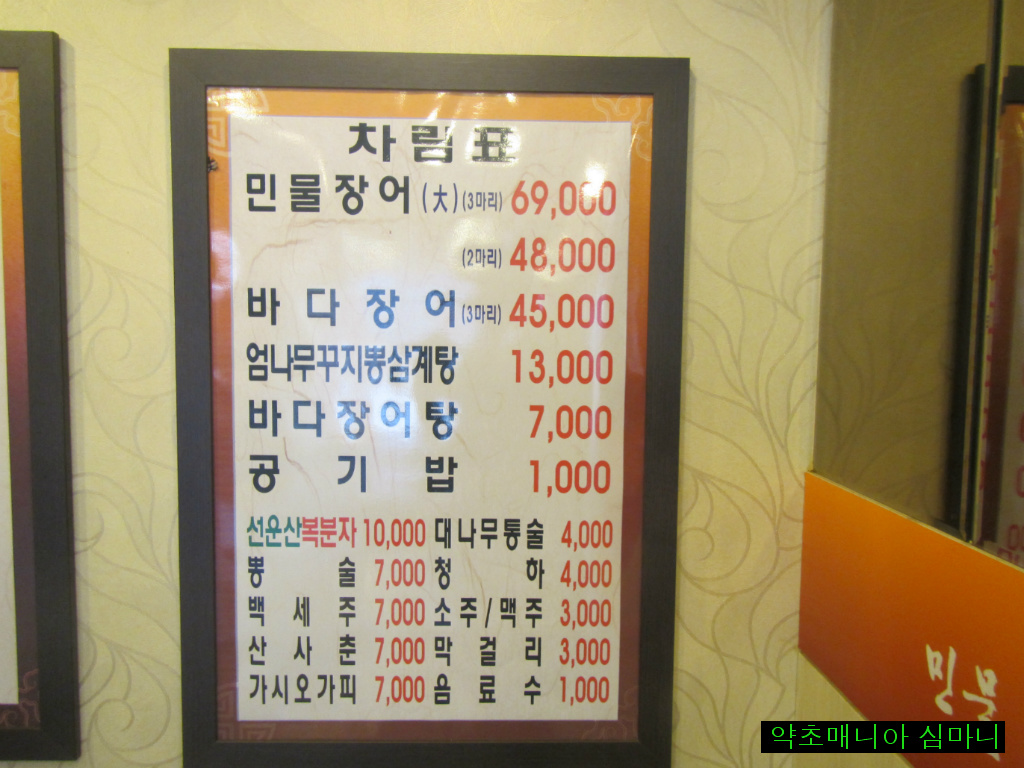 차림표
민물장어(大)(3마리) 69,000
(2마리) 48,000
바다장어(3마리) 45,000
엄나무꾸지뽕삼계탕 13,000
바다장어탕 7,000
공기밥 1,000
선운산복분자 10,000 대나무통술 4,000
뽕술 7,000 청하 4,000
백세주 7,000 소주/맥주 3,000
산사춘 7,000 막걸리 3,000
가시오가피 7,000 음료수 1,000
민물
약초매니아 심마니